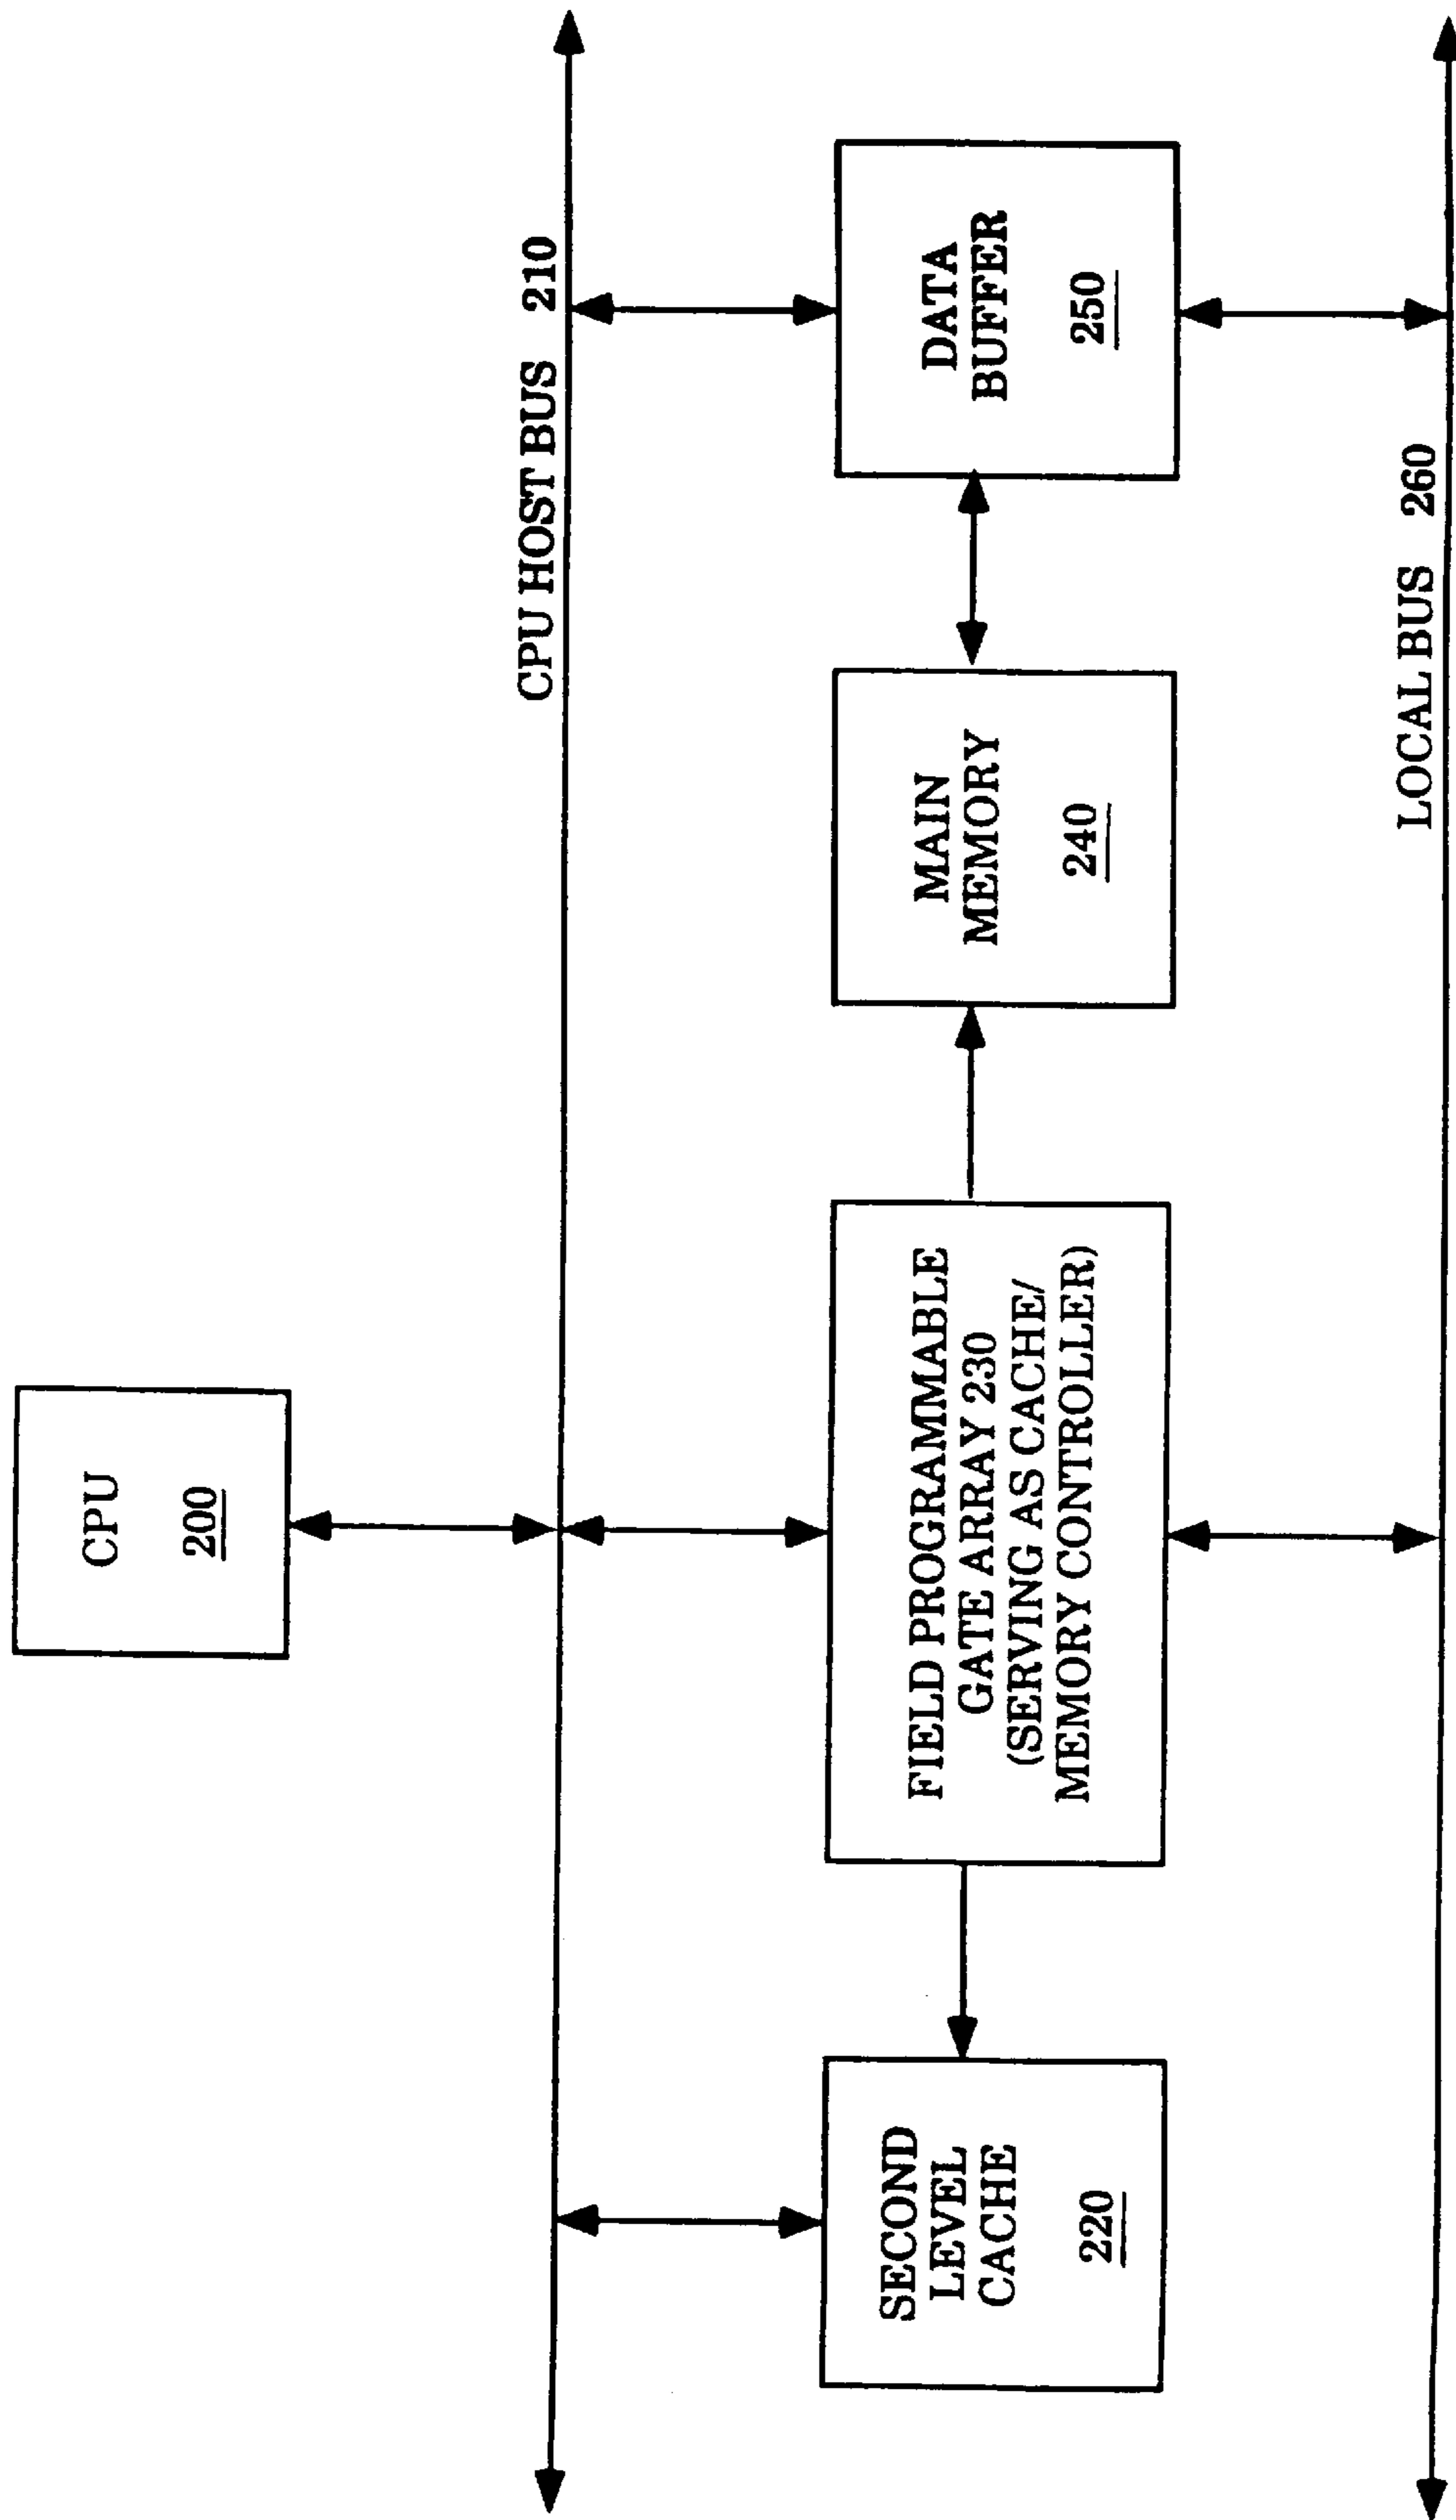 CPU
200
CPU HOST BUS 210
SECOND
LEVEL
CACHE
220
FIELD PROGRAMMABLE
GATE ARRAY 230
(SERVING AS CACHE/
MEMORY CONTROLLER)
MAIN
MEMORY
240
DATA
BUFFER
250
LOCAL BUS 260